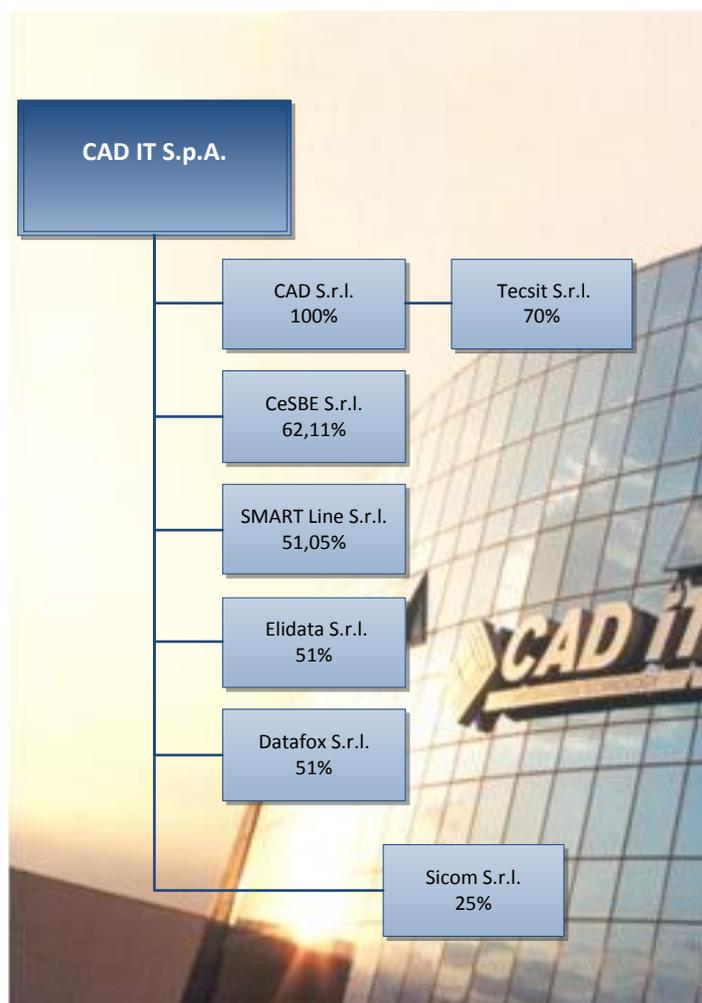 CAD IT S.p.A.
CAD S.r.l.
100%
Tecsit S.r.l.
70%
CeSBE S.r.l.
62,11%
SMART Line S.r.l.
51,05%
Elidata S.r.l.
51%
Datafox S.r.l.
51%
CAD iT
Sicom S.r.l.
25%